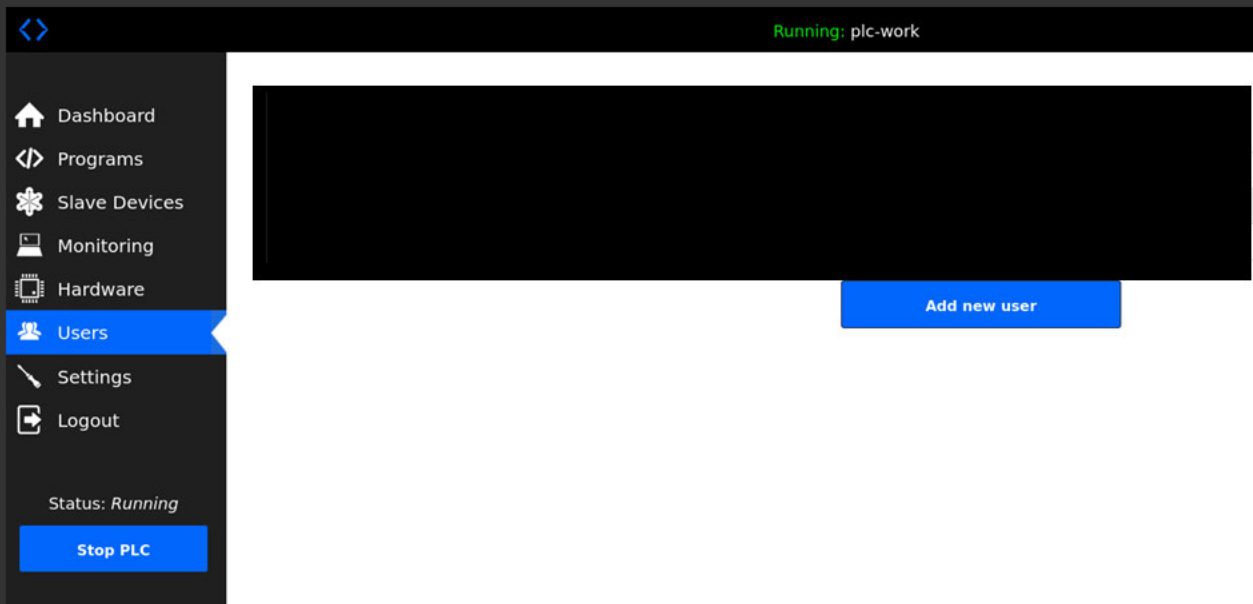 Running: plc-work
Dashboard
Programs
Slave Devices
Monitoring
Hardware
Users
Settings
Logout
Add new user
Status: Running
Stop PLC